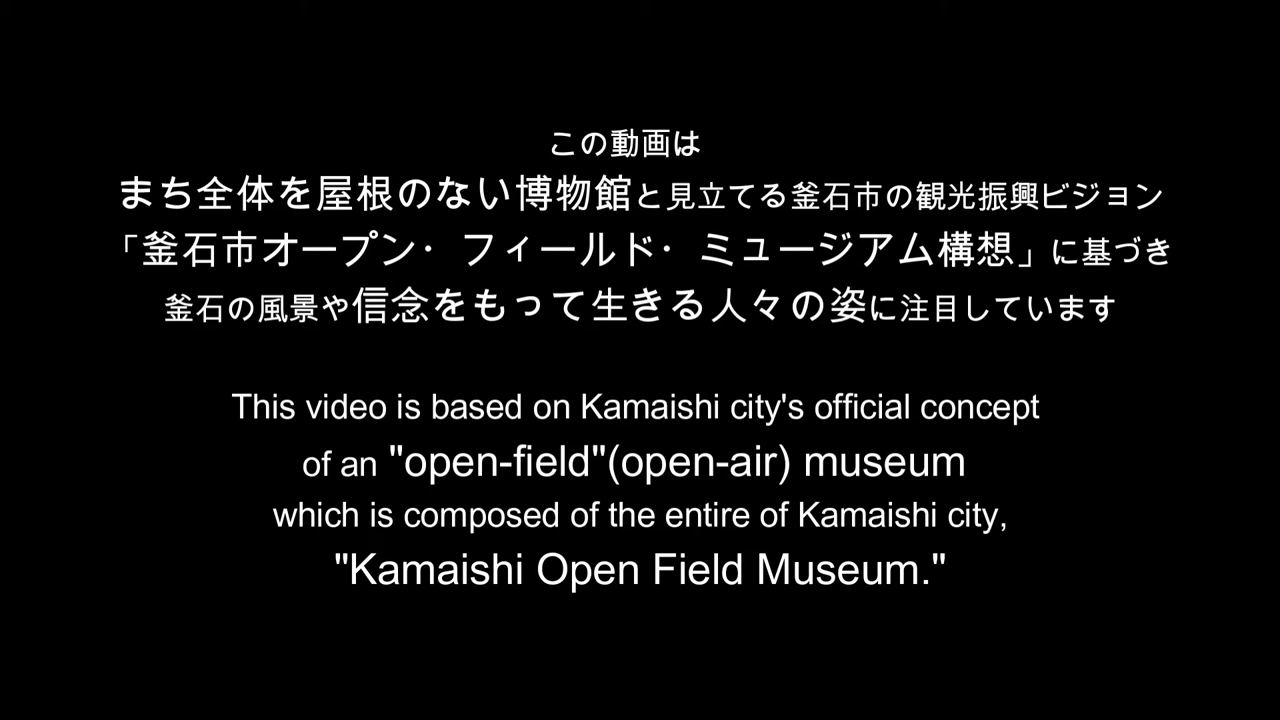 この動画は
まち全体を屋根のない博物館と見立てる釜石市の観光振興ビジョン
「釜石市オープン・フィールド・ミュージアム構想」に基づき
釜石の風景や信念をもって生きる人々の姿に注目しています
This video is based on Kamaishi city's official concept
of an "open-field"(open-air) museum
which is composed of the entire of Kamaishi city,
"Kamaishi Open Field Museum."